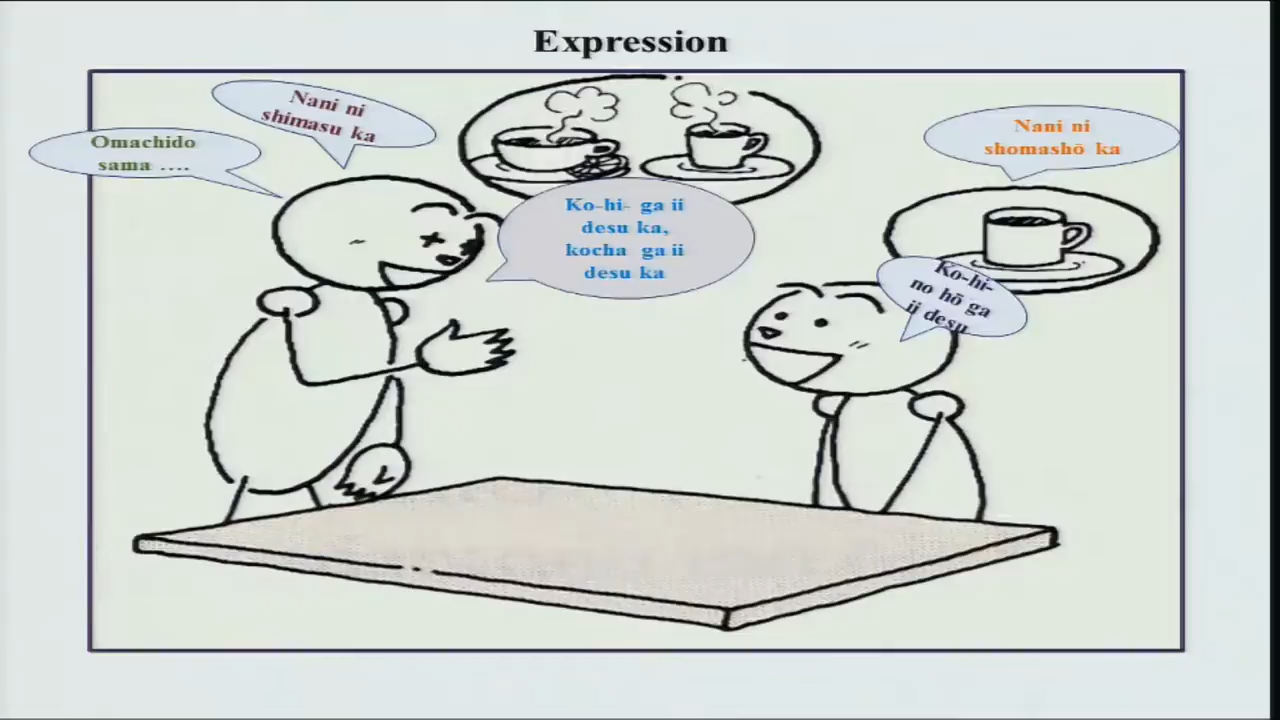 Expression
Nani ni
shimasu ka
Omachido
sama ....
Nani ni
shomashō ka
Ko-hi- ga ii
desu ka,
kocha ga ii
desu ka
Ko-hi-
no hō ga
ii desu